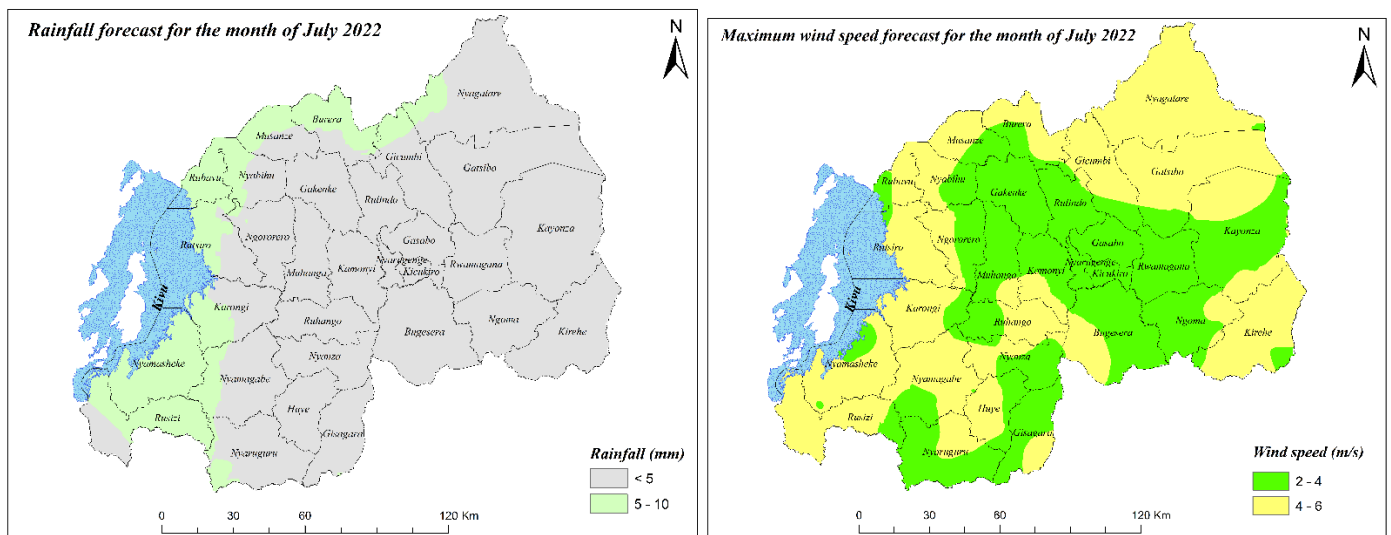 Rainfall forecast for the month of July 2022
N
Nyagatare
Burera
Musanze
Gicumbi
Gatsibo
Rubavu
Nyabihu
Gakenke
Rulindo
Kayonza
Rutsiro
Ngororero
Gasabo
Muhanga
Kamonyi
Nyarugenge
Kicukiro
Rwamagana
Kivu
Karongi
Ruhango
Bugesera
Ngoma
Kirehe
Nyamasheke
Nyanza
Nyamagabe
Rusizi
Huye
Gisagara
Nyaruguru
Rainfall (mm)
< 5
5 - 10
0 30 60 120 Km
Maximum wind speed forecast for the month of July 2022
N
Nyagatare
Burera
Musanze
Gicumbi
Gatsibo
Rubavu
Nyabihu
Gakenke
Rulindo
Kayonza
Rutsiro
Ngororero
Gasabo
Muhanga
Kamonyi
Nyarugenge
Kicukiro
Rwamagana
Kivu
Karongi
Ruhango
Bugesera
Ngoma
Kirehe
Nyamasheke
Nyanza
Nyamagabe
Rusizi
Huye
Gisagara
Nyaruguru
Wind speed (m/s)
2 - 4
4 - 6
0 30 60 120 Km